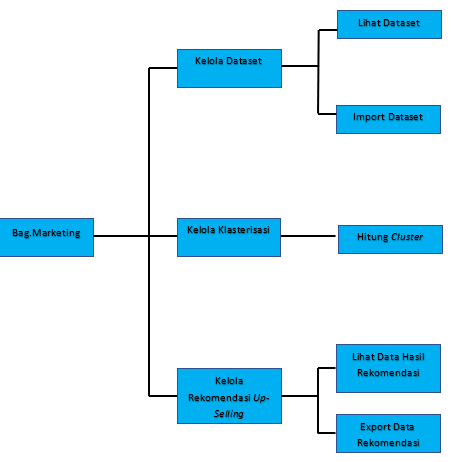 Lihat Dataset
Kelola Dataset
Import Dataset
Bag.Marketing
Kelola Klasterisasi
Hitung Cluster
Lihat Data Hasil
Rekomendasi
Kelola
Rekomendasi Up-
Selling
Export Data
Rekomendasi